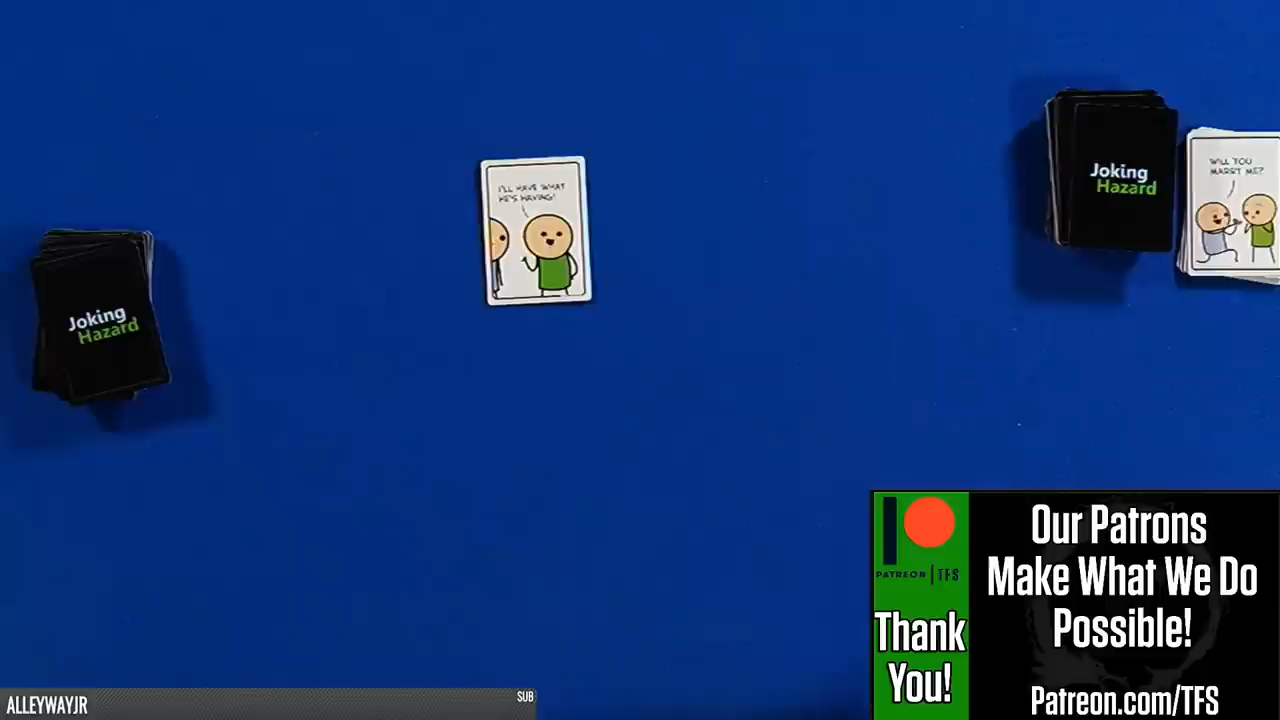 I'LL HAVE WHAT
HE'S HAVING!
Joking
Hazard
WILL YOU
MARRY ME?
Joking
Hazard
PATREON | TFS
Thank
You!
Our Patrons
Make What We Do
Possible!
Patreon.com/TFS
ALLEYWAYJR
SUB